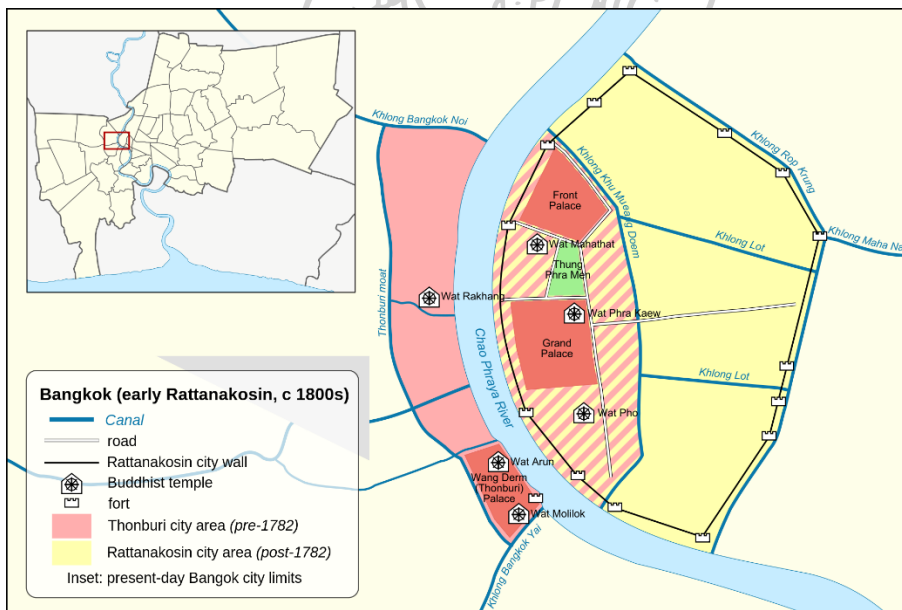 Khlong Bangkok Noi
Khlong Rop Krung
Khlong Khu Mueang Doem
Front
Palace
Khlong Maha Na
Wat Mahathat
Khlong Lot
Thung
Phra Men
Thonburi moat
Wat Rakhang
Wat Phra Kaew
Chao Phraya River
Grand
Palace
Khlong Lot
Wat Pho
Wat Arun
Wang Derm
(Thonburi)
Palace
Wat Molilok
Khlong Bangkok Yai
Bangkok (early Rattanakosin, c 1800s)
Canal
road
Rattanakosin city wall
Buddhist temple
fort
Thonburi city area (pre-1782)
Rattanakosin city area (post-1782)
Inset: present-day Bangok city limits